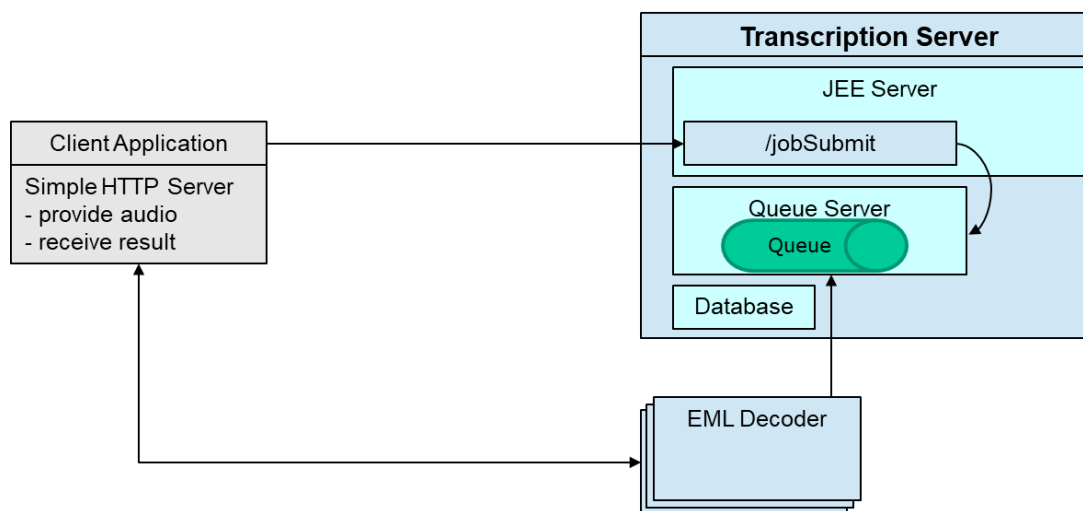 Transcription Server
JEE Server
/jobSubmit
Client Application
Simple HTTP Server
- provide audio
- receive result
Queue Server
Queue
Database
EML Decoder